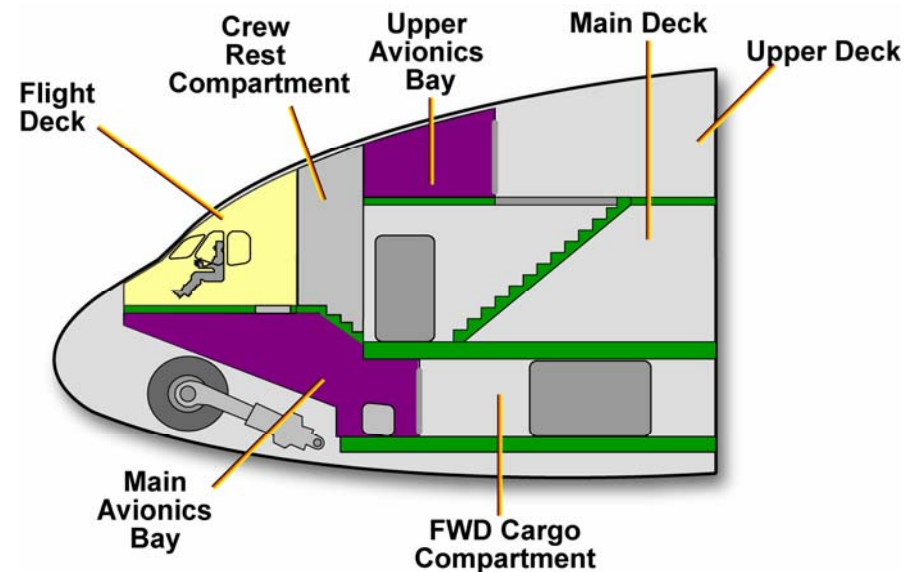 Crew
Rest
Compartment
Upper
Avionics
Bay
Main Deck
Upper Deck
Flight
Deck
Main
Avionics
Bay
FWD Cargo
Compartment